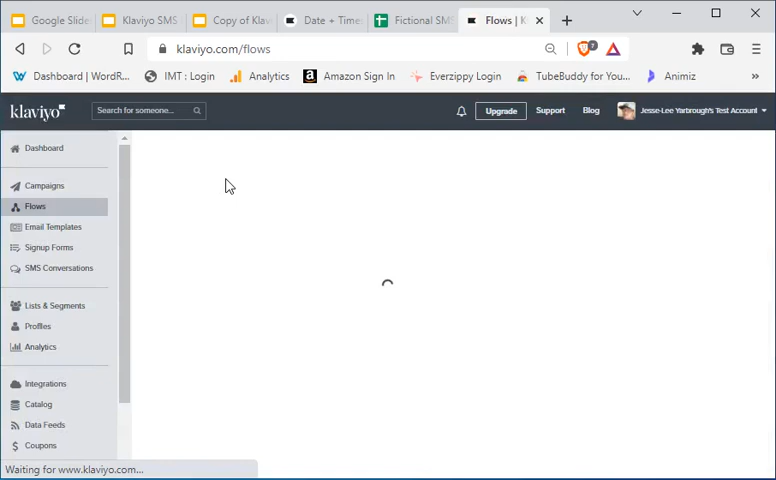 Google Slide
Klaviyo SMS
Copy of Klav
Date + Time
Fictional SMS
Flows | K
klaviyo.com/flows
7
Dashboard | WordR...
IMT : Login
Analytics
Amazon Sign In
Everzippy Login
TubeBuddy for You...
Animiz
»
klaviyo
Search for someone...
Upgrade
Support
Blog
Jesse-Lee Yarbrough's Test Account
Dashboard
Campaigns
Flows
Email Templates
Signup Forms
SMS Conversations
Lists & Segments
Profiles
Analytics
Integrations
Catalog
Data Feeds
Coupons
Waiting for www.klaviyo.com...